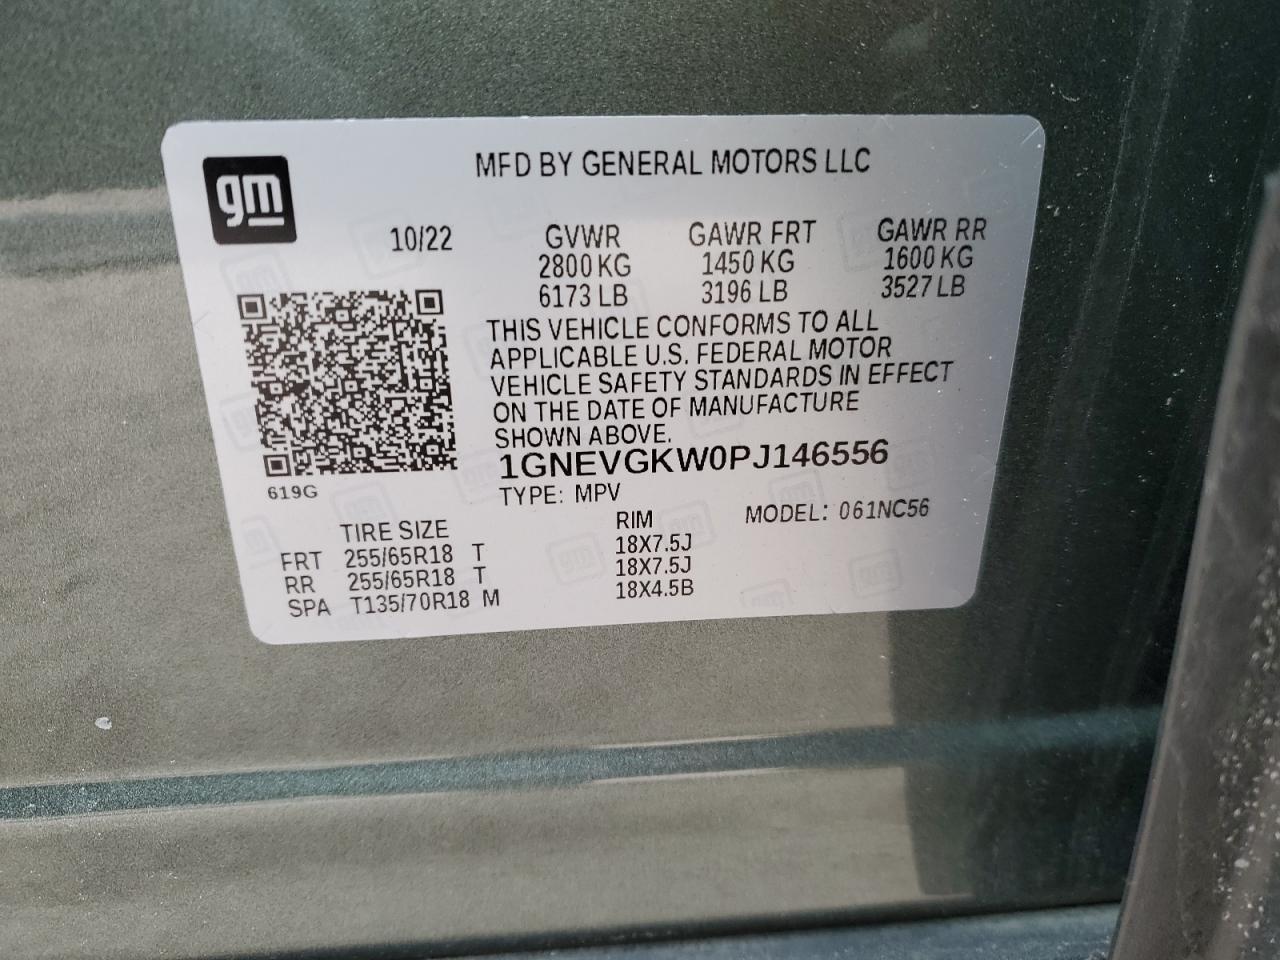 gm
MFD BY GENERAL MOTORS LLC
10/22 GVWR GAWR FRT GAWR RR
2800 KG 1450 KG 1600 KG
6173 LB 3196 LB 3527 LB
THIS VEHICLE CONFORMS TO ALL
APPLICABLE U.S. FEDERAL MOTOR
VEHICLE SAFETY STANDARDS IN EFFECT
ON THE DATE OF MANUFACTURE
SHOWN ABOVE.
1GNEVGKW0PJ146556
619G
TYPE: MPV MODEL: 061NC56
TIRE SIZE RIM
FRT 255/65R18 T 18X7.5J
RR 255/65R18 T 18X7.5J
SPA T135/70R18 M 18X4.5B